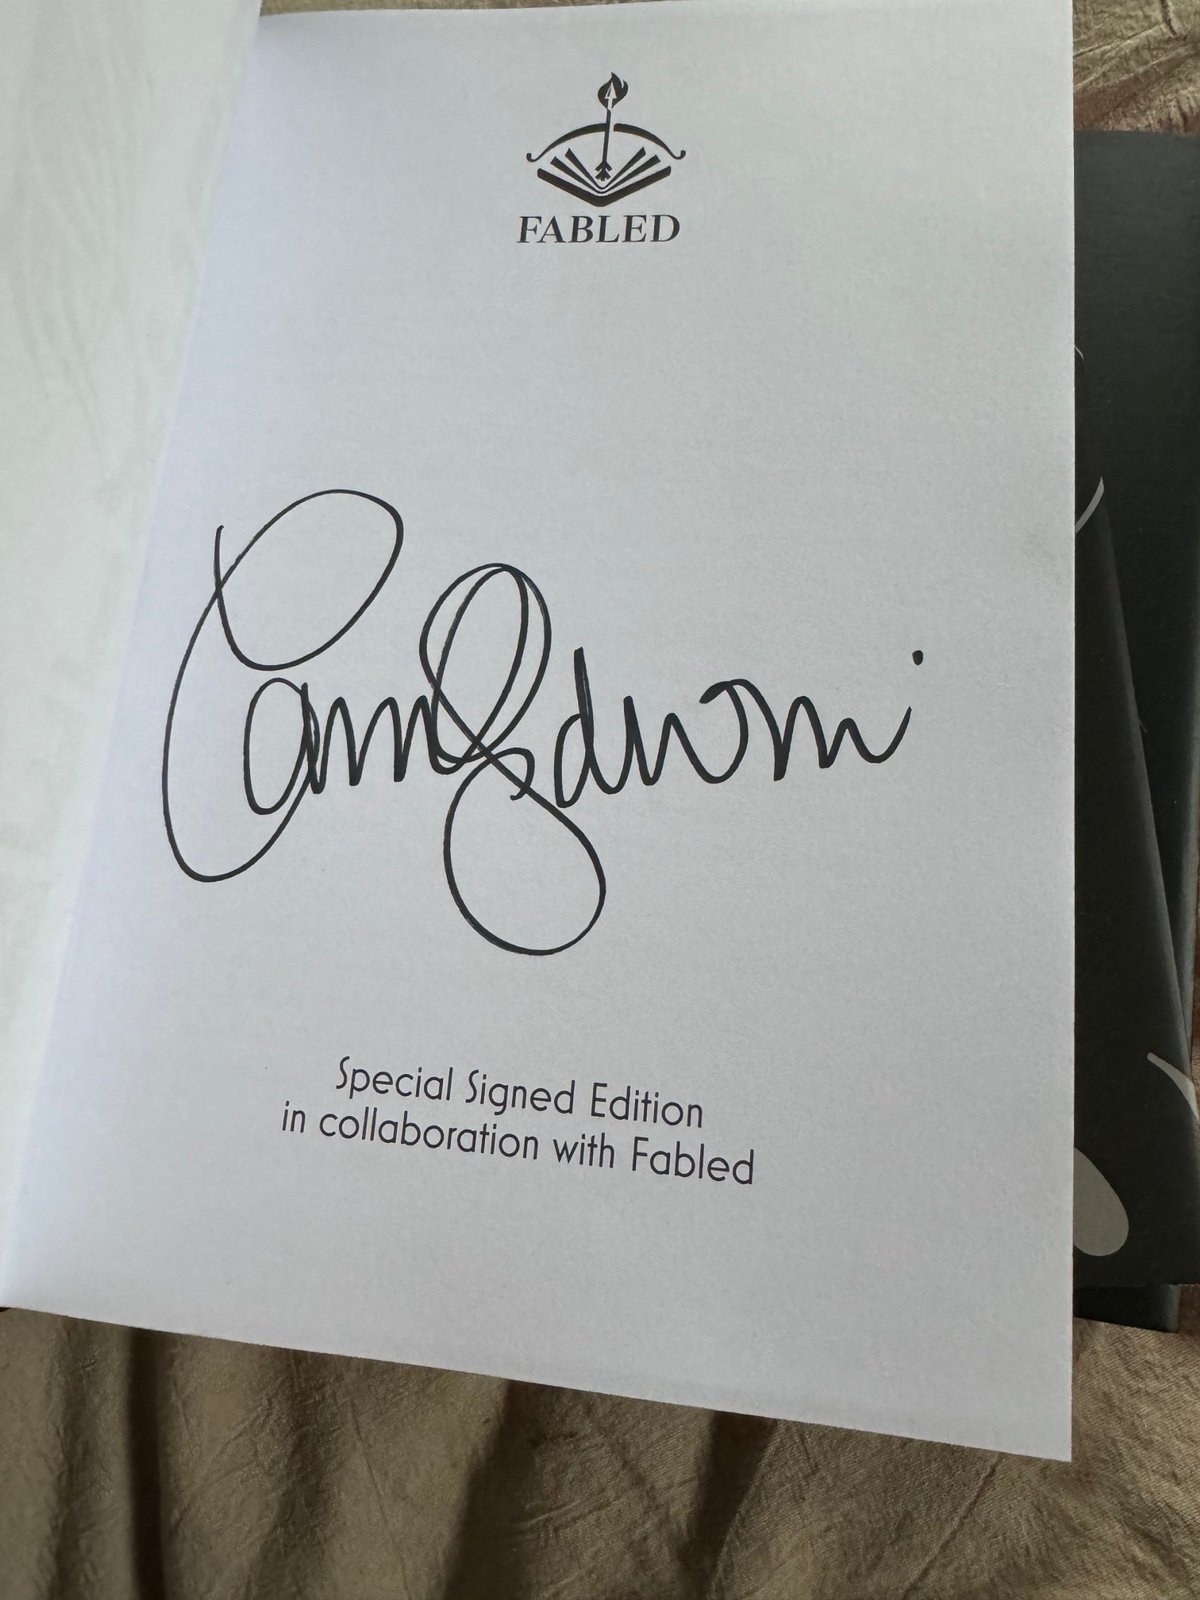 FABLED
Special Signed Edition
in collaboration with Fabled